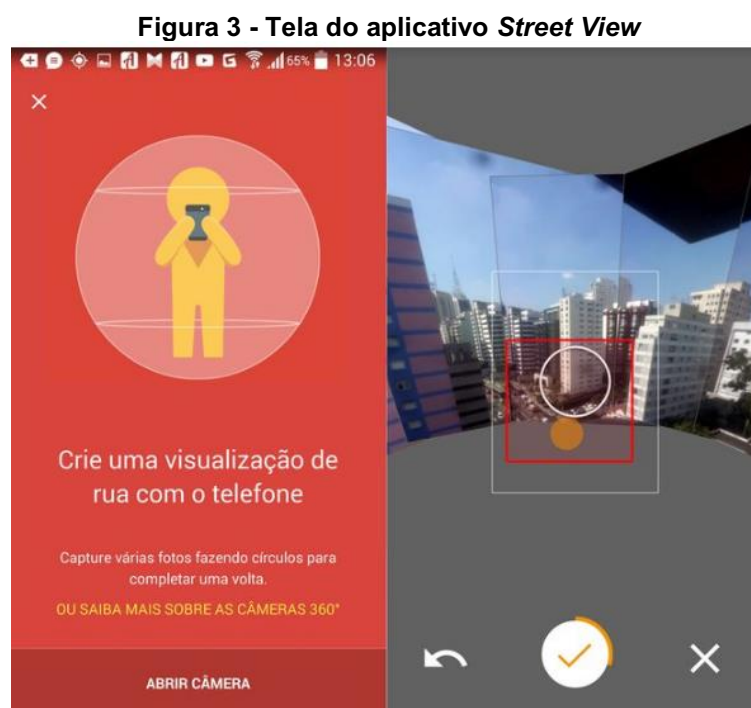 Figura 3 - Tela do aplicativo Street View
65% 13:06
Crie uma visualização de
rua com o telefone
Capture várias fotos fazendo círculos para
completar uma volta.
OU SAIBA MAIS SOBRE AS CÂMERAS 360°
ABRIR CÂMERA